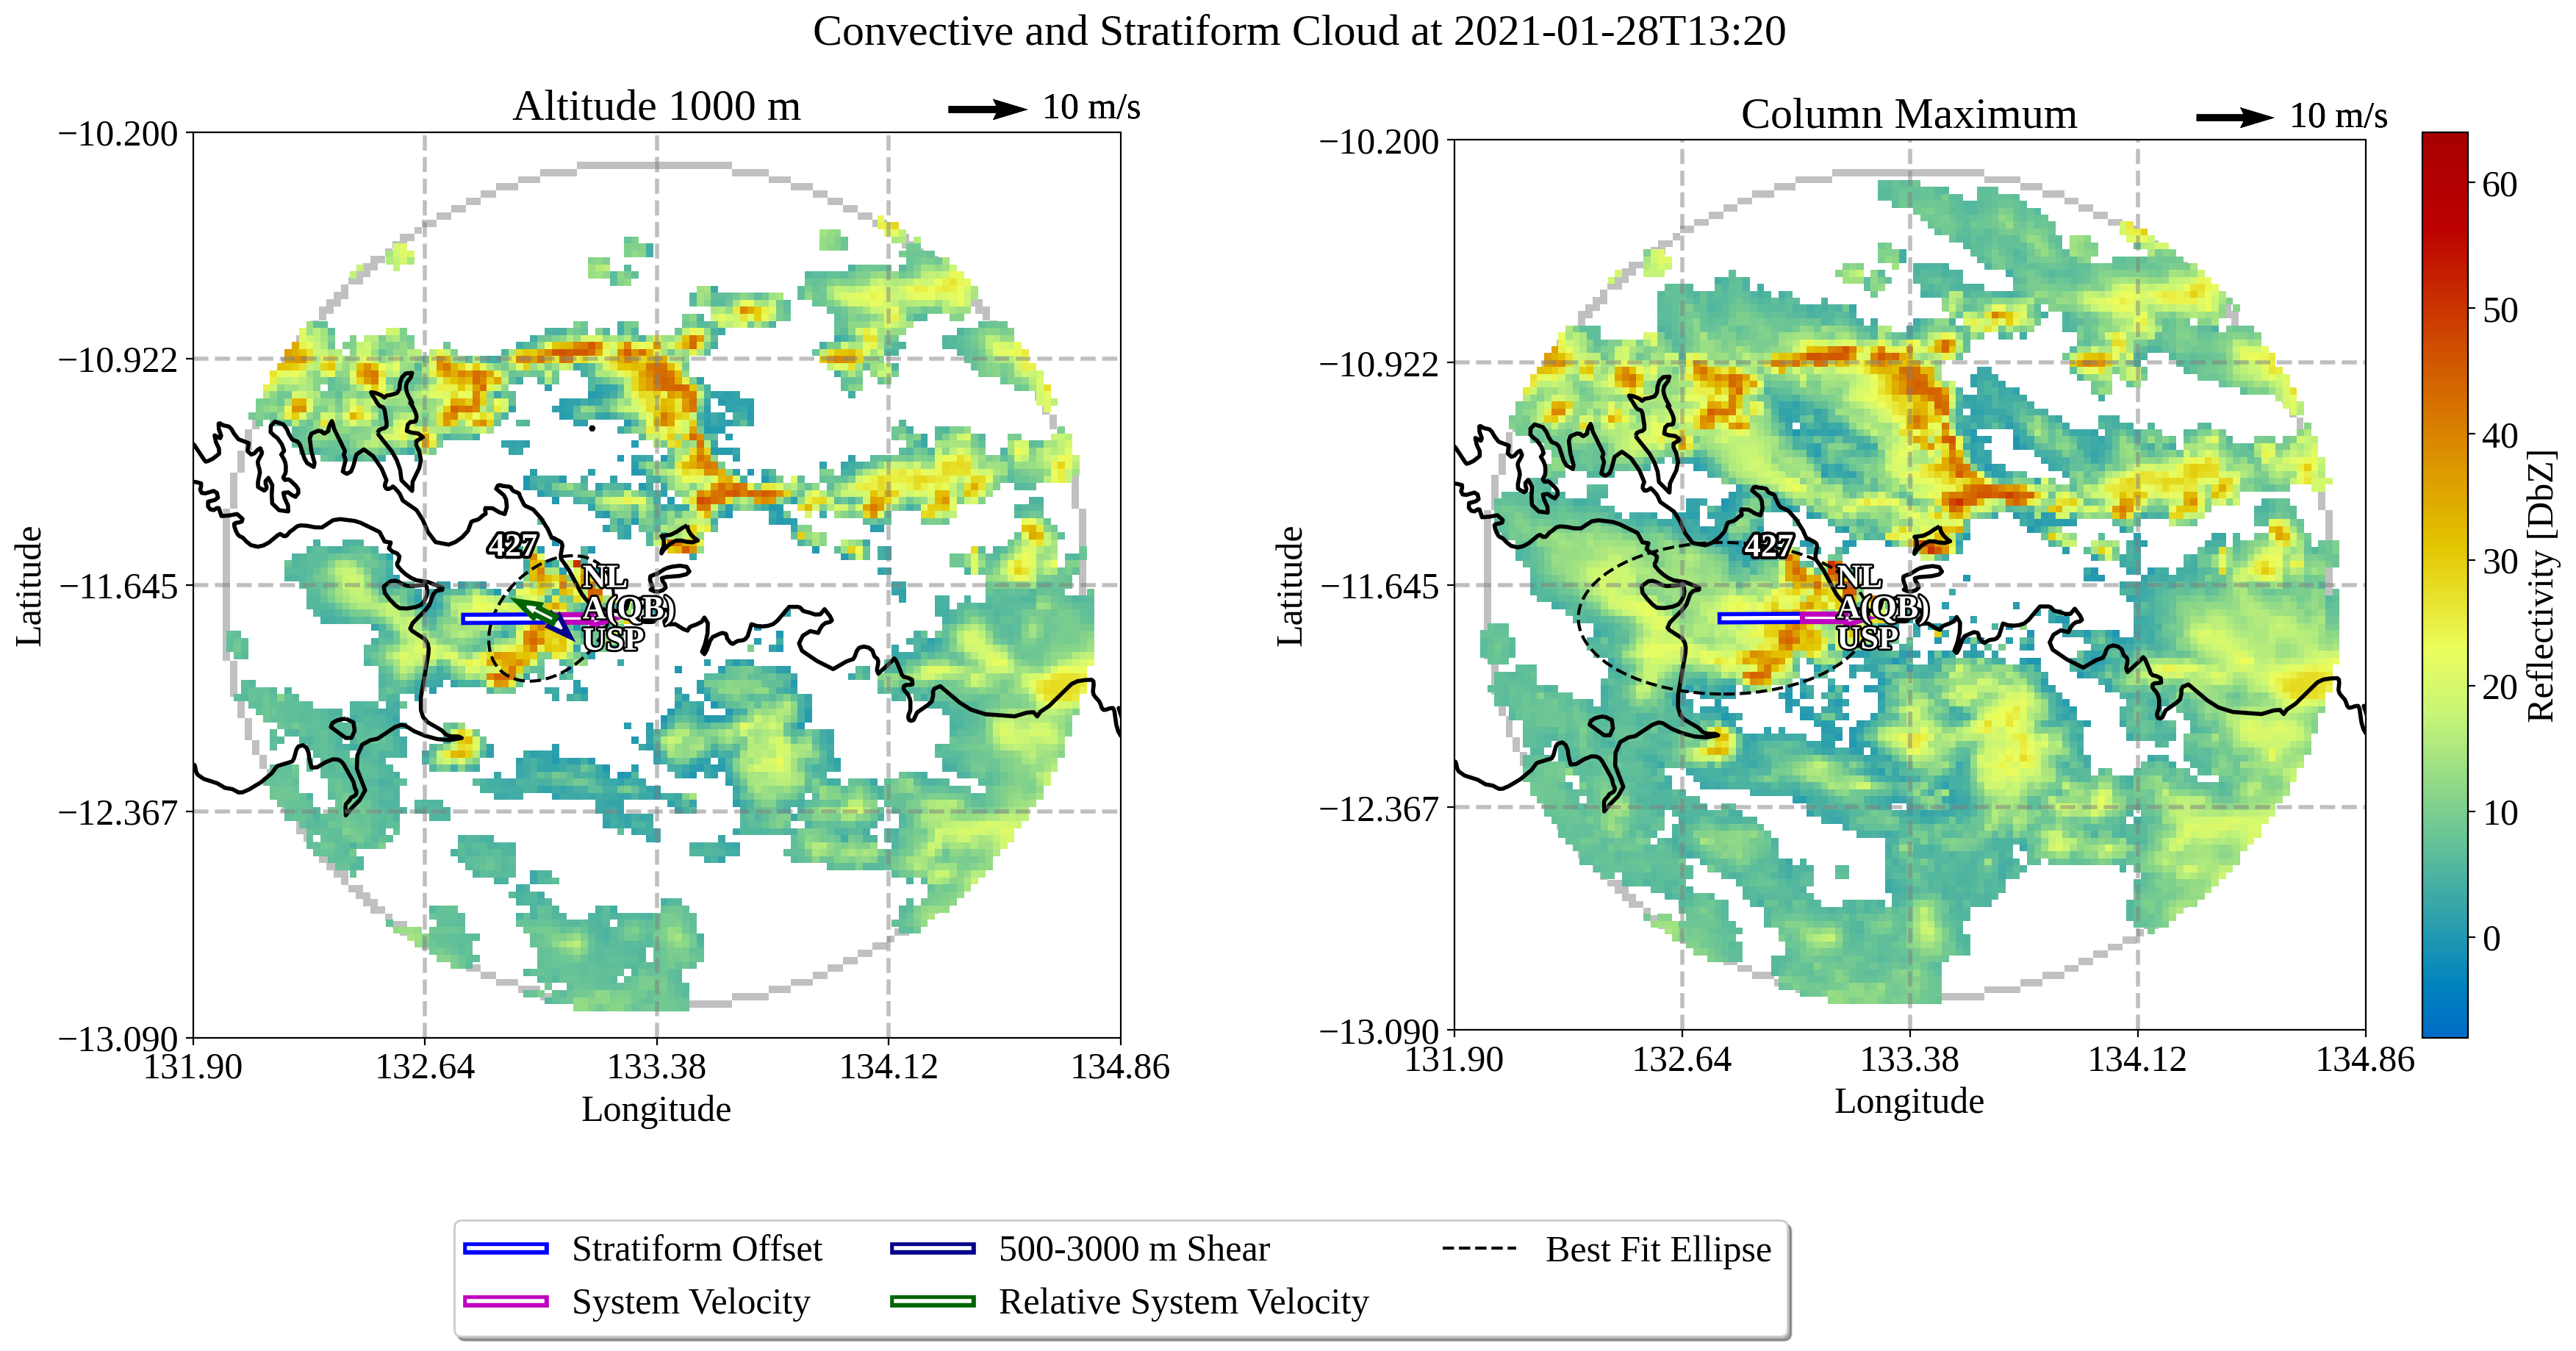 Convective and Stratiform Cloud at 2021-01-28T13:20
Altitude 1000 m
10 m/s
−10.200
−10.922
−11.645
−12.367
−13.090
131.90
132.64
133.38
134.12
134.86
Latitude
Longitude
427
NL
A(QB)
USP
Column Maximum
10 m/s
−10.200
−10.922
−11.645
−12.367
−13.090
131.90
132.64
133.38
134.12
134.86
Latitude
Longitude
427
NL
A(QB)
USP
60
50
40
30
20
10
0
Reflectivity [DbZ]
Stratiform Offset
System Velocity
500-3000 m Shear
Relative System Velocity
Best Fit Ellipse